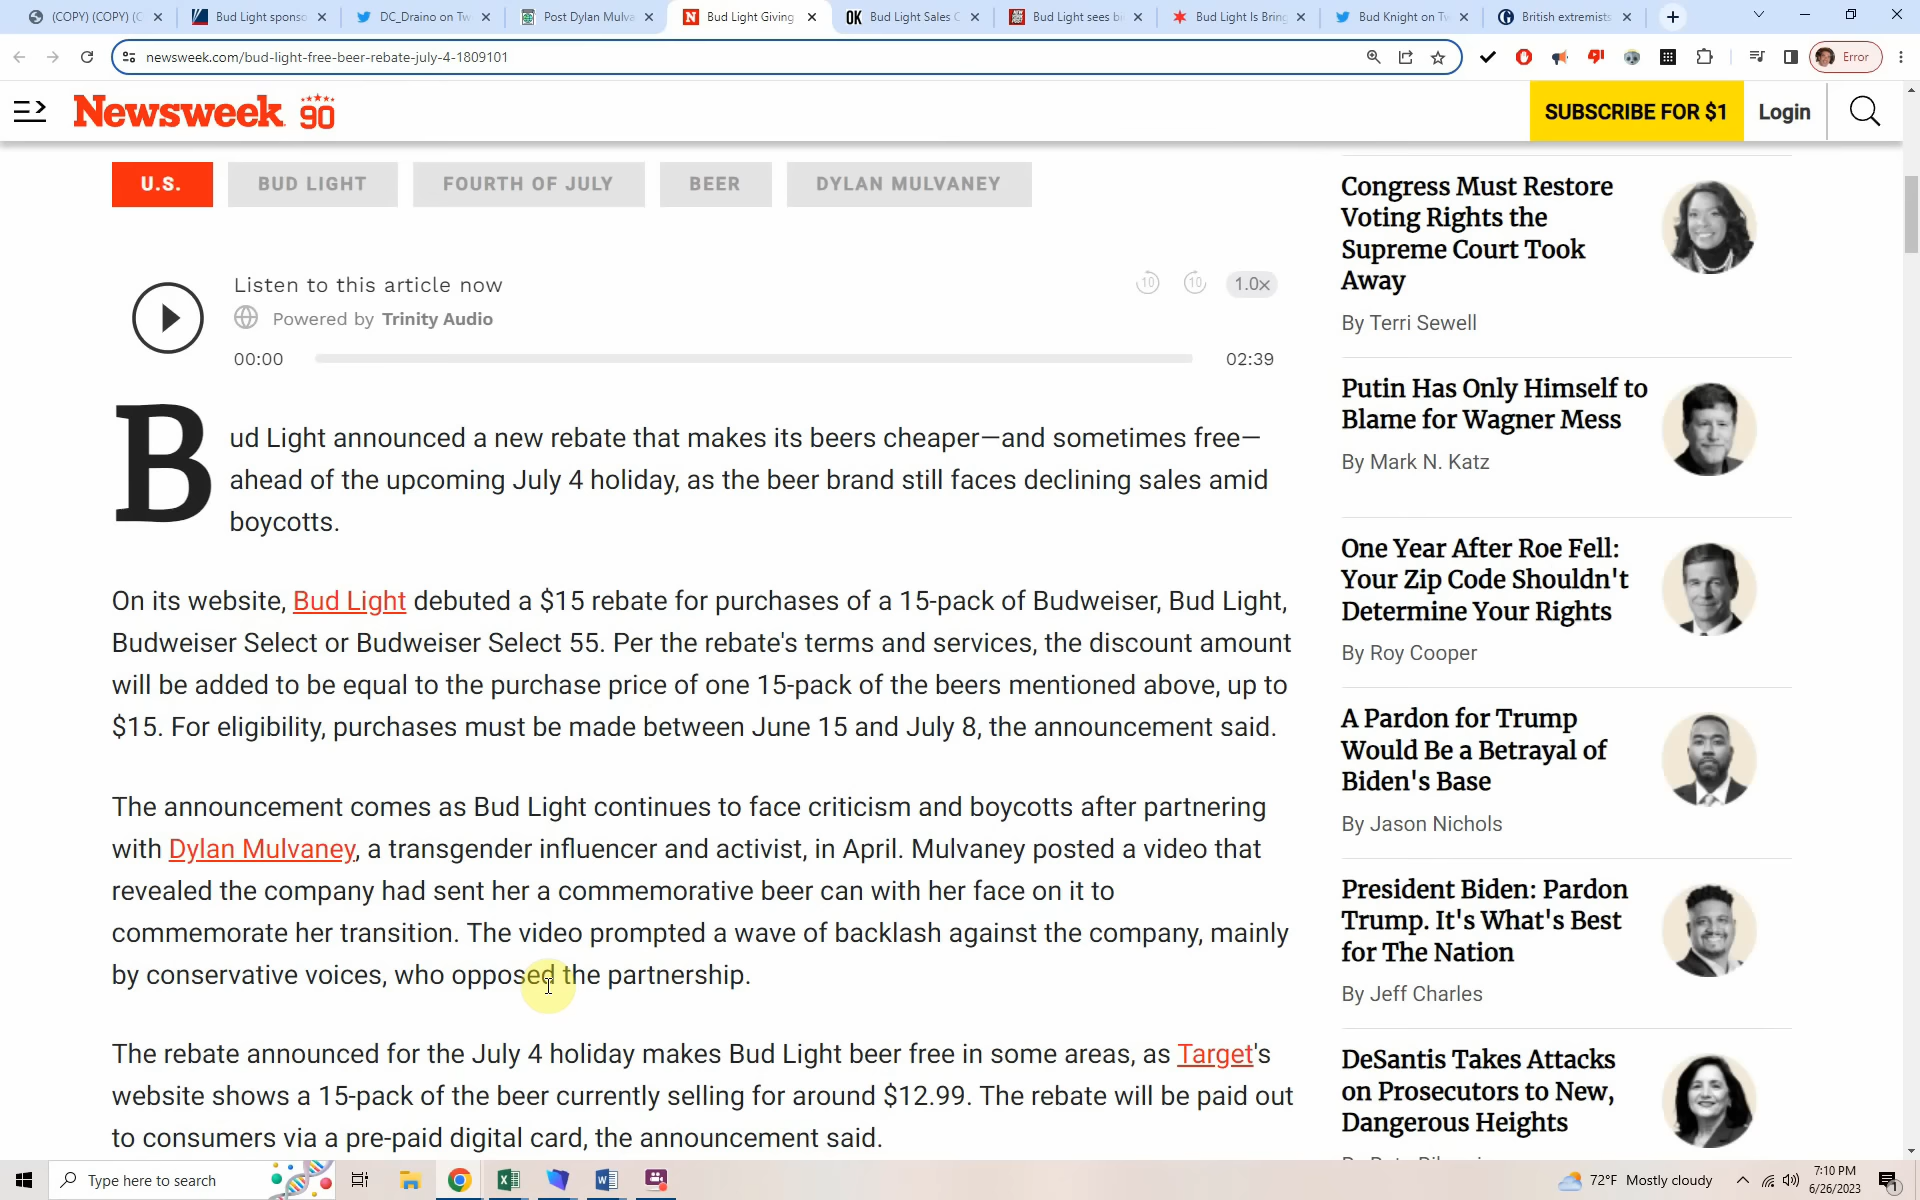 (COPY) (COPY) (C
Bud Light sponso
DC_Draino on Tw
Post Dylan Mulva
Bud Light Giving
Bud Light Sales C
Bud Light sees bi
Bud Light Is Bring
Bud Knight on Tw
British extremists
newsweek.com/bud-light-free-beer-rebate-july-4-1809101
Error
Newsweek 90
SUBSCRIBE FOR $1
Login
U.S.
BUD LIGHT
FOURTH OF JULY
BEER
DYLAN MULVANEY
Listen to this article now
Powered by Trinity Audio
10
10
1.0x
00:00
02:39
Bud Light announced a new rebate that makes its beers cheaper—and sometimes free—
ahead of the upcoming July 4 holiday, as the beer brand still faces declining sales amid
boycotts.
On its website, Bud Light debuted a $15 rebate for purchases of a 15-pack of Budweiser, Bud Light,
Budweiser Select or Budweiser Select 55. Per the rebate's terms and services, the discount amount
will be added to be equal to the purchase price of one 15-pack of the beers mentioned above, up to
$15. For eligibility, purchases must be made between June 15 and July 8, the announcement said.
The announcement comes as Bud Light continues to face criticism and boycotts after partnering
with Dylan Mulvaney, a transgender influencer and activist, in April. Mulvaney posted a video that
revealed the company had sent her a commemorative beer can with her face on it to
commemorate her transition. The video prompted a wave of backlash against the company, mainly
by conservative voices, who opposed the partnership.
The rebate announced for the July 4 holiday makes Bud Light beer free in some areas, as Target's
website shows a 15-pack of the beer currently selling for around $12.99. The rebate will be paid out
to consumers via a pre-paid digital card, the announcement said.
Congress Must Restore
Voting Rights the
Supreme Court Took
Away
By Terri Sewell
Putin Has Only Himself to
Blame for Wagner Mess
By Mark N. Katz
One Year After Roe Fell:
Your Zip Code Shouldn't
Determine Your Rights
By Roy Cooper
A Pardon for Trump
Would Be a Betrayal of
Biden's Base
By Jason Nichols
President Biden: Pardon
Trump. It's What's Best
for The Nation
By Jeff Charles
DeSantis Takes Attacks
on Prosecutors to New,
Dangerous Heights
Type here to search
72°F Mostly cloudy
7:10 PM
6/26/2023
1